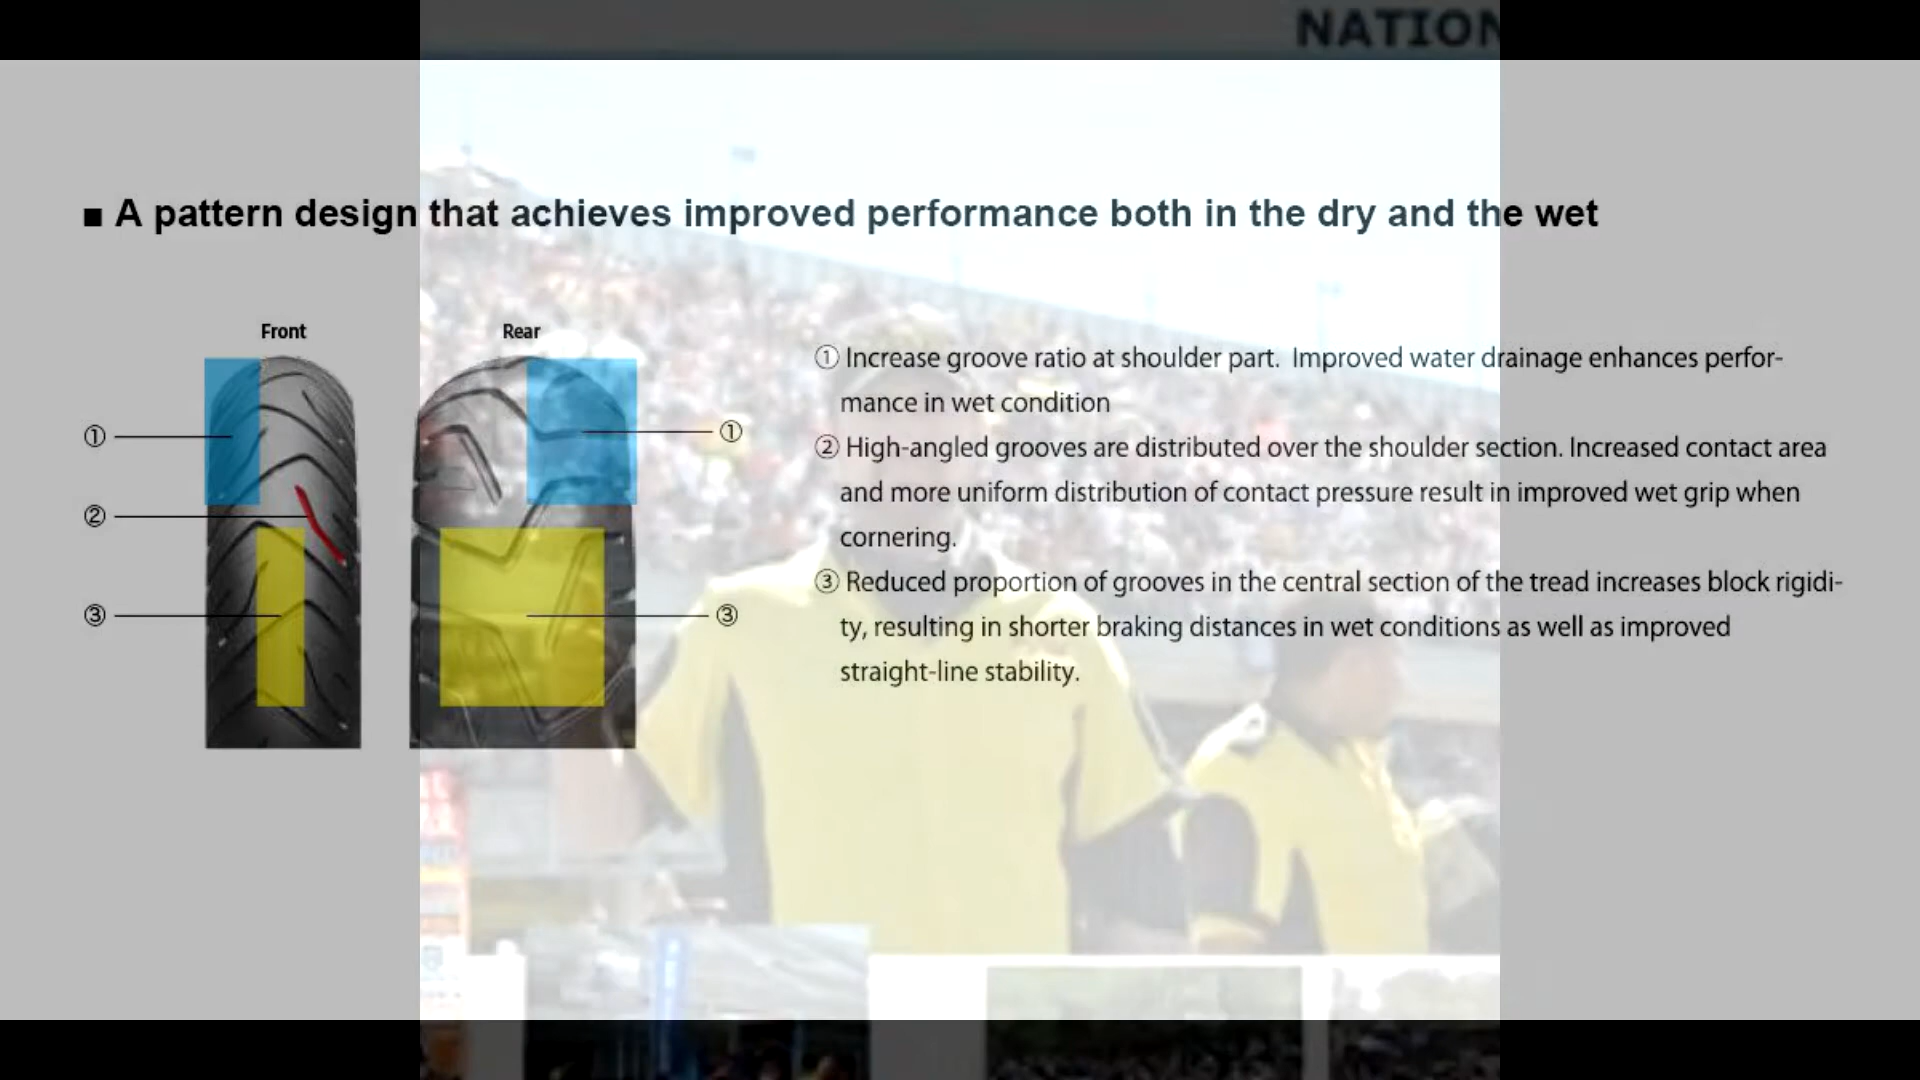 NATION
■ A pattern design that achieves improved performance both in the dry and the wet
Front
Rear
① Increase groove ratio at shoulder part. Improved water drainage enhances perfor-
mance in wet condition
② High-angled grooves are distributed over the shoulder section. Increased contact area
and more uniform distribution of contact pressure result in improved wet grip when
cornering.
③ Reduced proportion of grooves in the central section of the tread increases block rigidi-
ty, resulting in shorter braking distances in wet conditions as well as improved
straight-line stability.
①
①
②
③
③